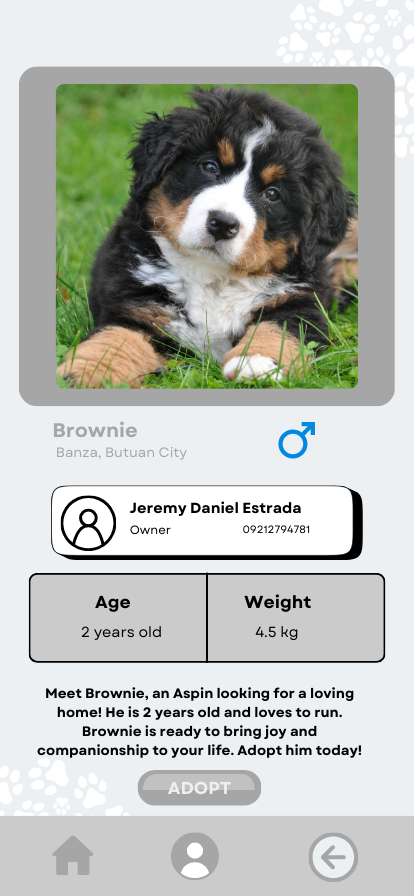 Brownie
Banza, Butuan City
Jeremy Daniel Estrada
Owner 09212794781
Age Weight
2 years old 4.5 kg
Meet Brownie, an Aspin looking for a loving
home! He is 2 years old and loves to run.
Brownie is ready to bring joy and
companionship to your life. Adopt him today!
ADOPT